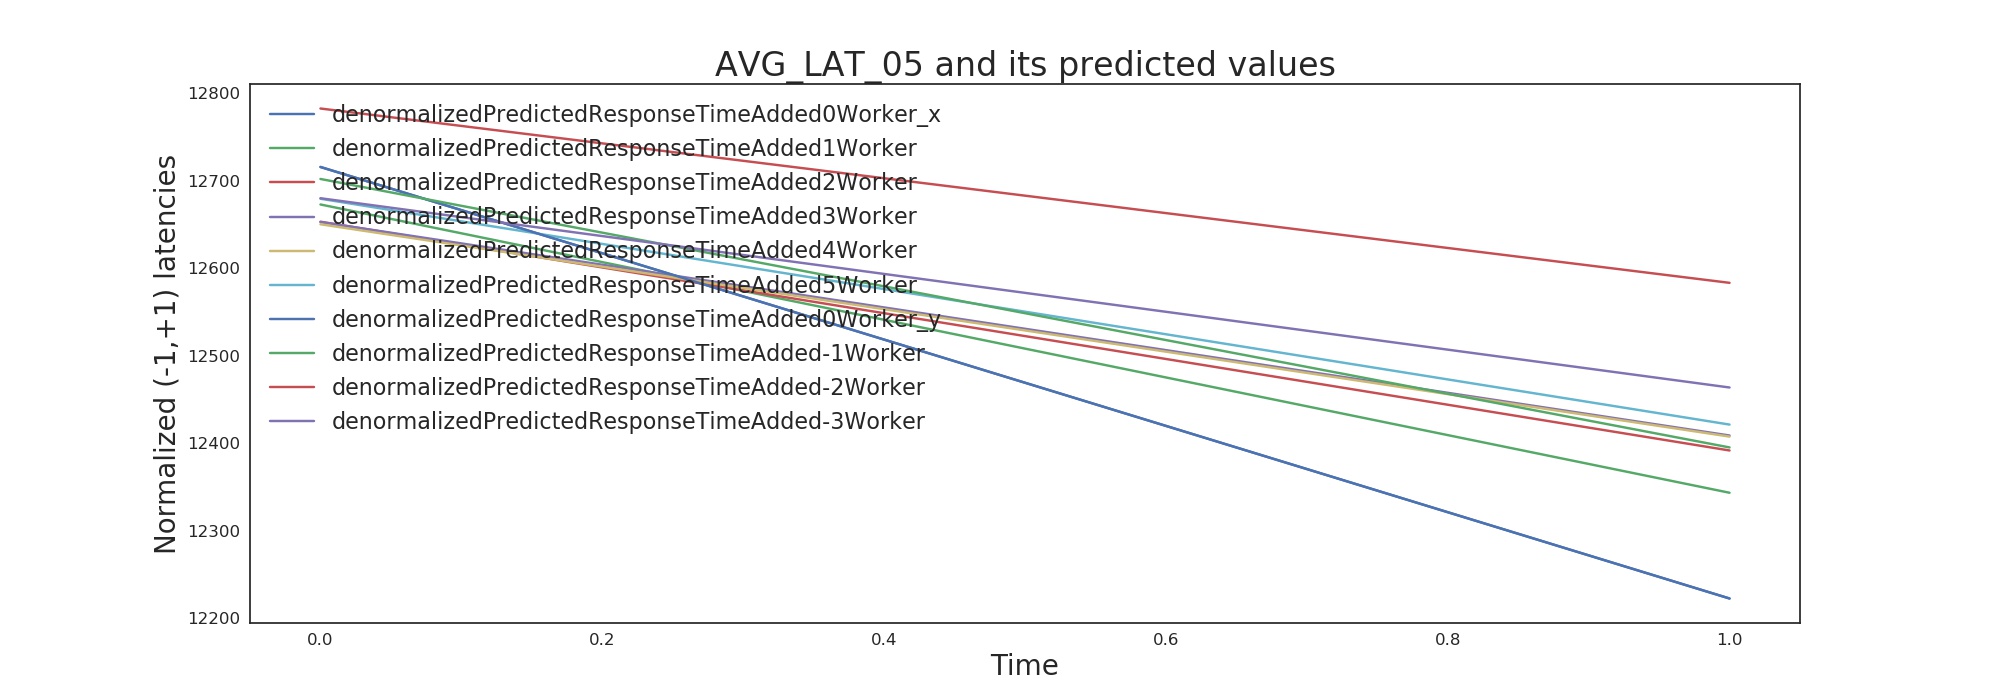 AVG_LAT_05 and its predicted values
12800
12700
12600
12500
12400
12300
12200
Normalized (-1,+1) latencies
denormalizedPredictedResponseTimeAdded0Worker_x
denormalizedPredictedResponseTimeAdded1Worker
denormalizedPredictedResponseTimeAdded2Worker
denormalizedPredictedResponseTimeAdded3Worker
denormalizedPredictedResponseTimeAdded4Worker
denormalizedPredictedResponseTimeAdded5Worker
denormalizedPredictedResponseTimeAdded0Worker_y
denormalizedPredictedResponseTimeAdded-1Worker
denormalizedPredictedResponseTimeAdded-2Worker
denormalizedPredictedResponseTimeAdded-3Worker
0.0 0.2 0.4 0.6 0.8 1.0
Time